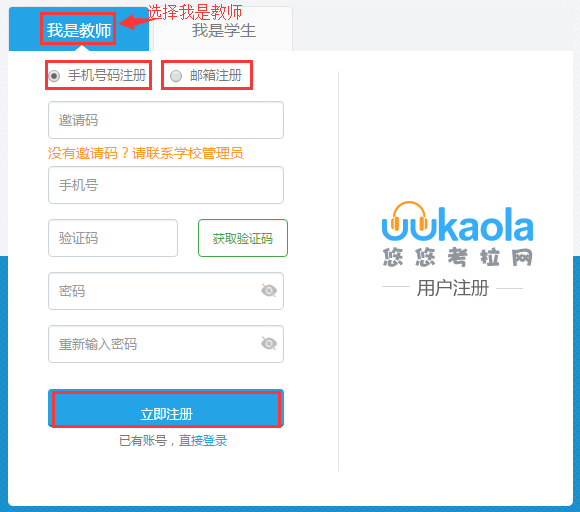 选择我是教师
我是教师 我是学生
手机号码注册 邮箱注册
邀请码
没有邀请码？请联系学校管理员
手机号
验证码 获取验证码
密码
重新输入密码
立即注册
已有账号，直接登录
uukaola
悠悠考拉网
用户注册